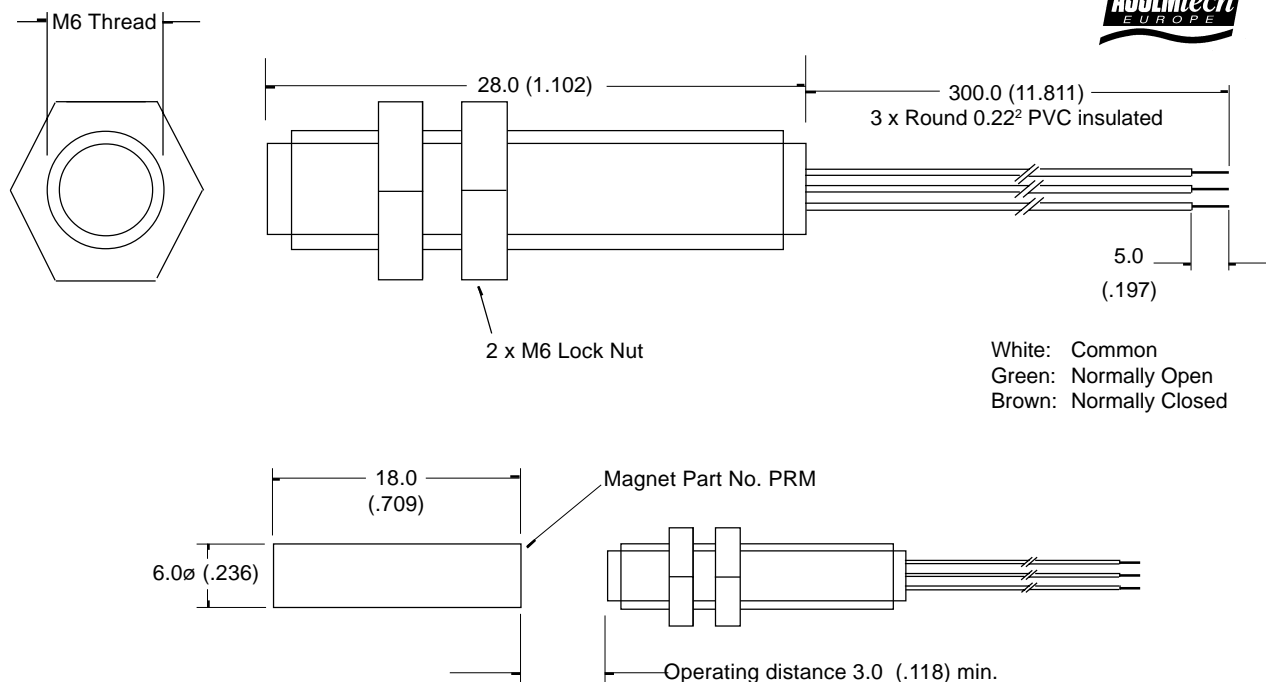 EUROPE
M6 Thread
28.0 (1.102)
300.0 (11.811)
3 x Round 0.22² PVC insulated
5.0
(.197)
2 x M6 Lock Nut
White: Common
Green: Normally Open
Brown: Normally Closed
18.0
(.709)
Magnet Part No. PRM
6.0ø (.236)
Operating distance 3.0 (.118) min.